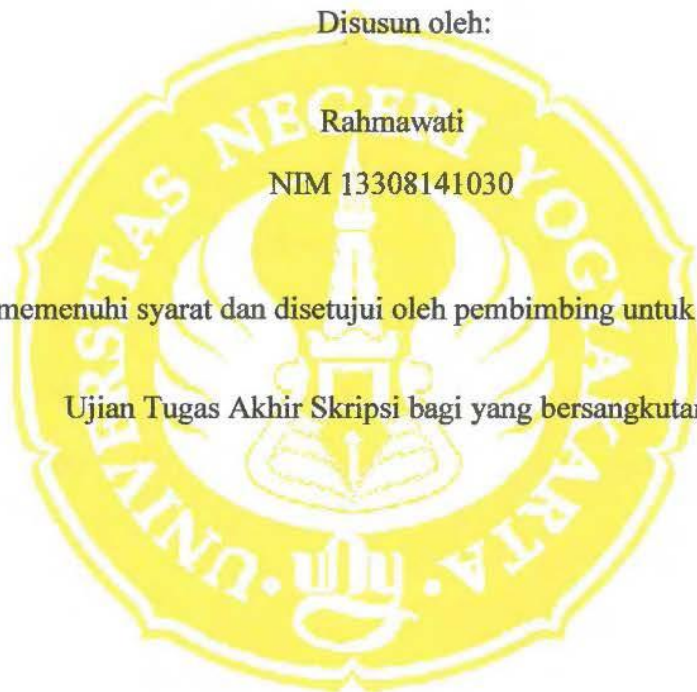 Disusun oleh:
Rahmawati
NIM 13308141030
memenuhi syarat dan disetujui oleh pembimbing untuk
Ujian Tugas Akhir Skripsi bagi yang bersangkutan
UNIVERSITAS NEGERI YOGYAKARTA